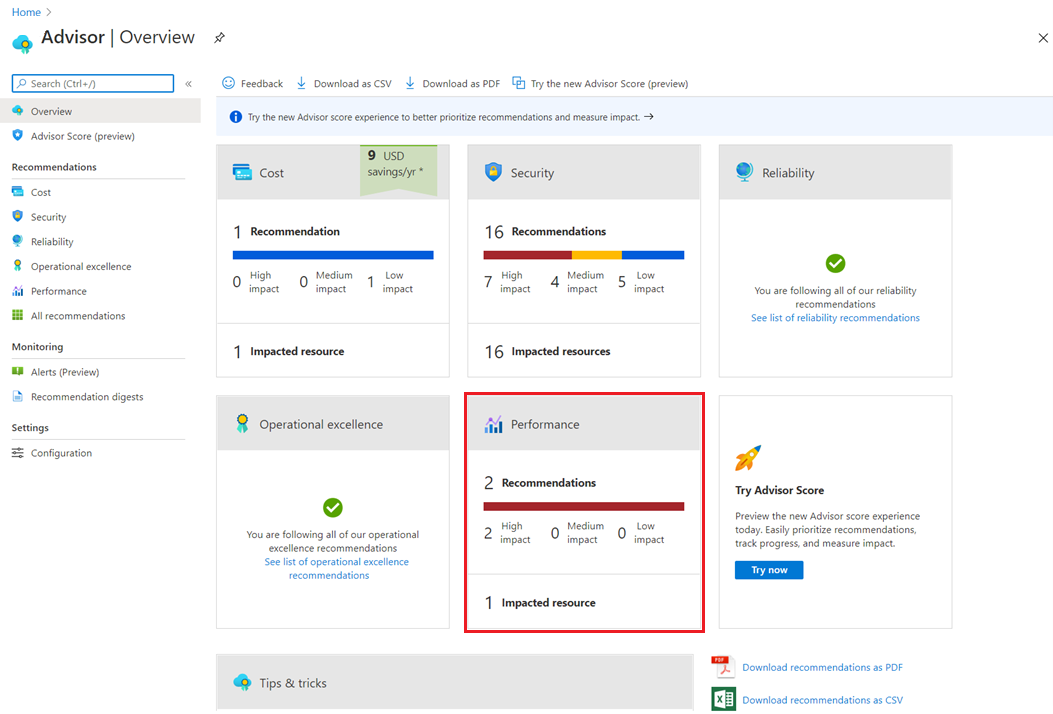 Home >
Advisor | Overview
Search (Ctrl+/)
«
Overview
Advisor Score (preview)
Recommendations
Cost
Security
Reliability
Operational excellence
Performance
All recommendations
Monitoring
Alerts (Preview)
Recommendation digests
Settings
Configuration
Feedback
Download as CSV
Download as PDF
Try the new Advisor Score (preview)
Try the new Advisor score experience to better prioritize recommendations and measure impact. →
Cost
9 USD
savings/yr *
1 Recommendation
0 High impact
0 Medium impact
1 Low impact
1 Impacted resource
Security
16 Recommendations
7 High impact
4 Medium impact
5 Low impact
16 Impacted resources
Reliability
You are following all of our reliability
recommendations
See list of reliability recommendations
Operational excellence
You are following all of our operational
excellence recommendations
See list of operational excellence
recommendations
Performance
2 Recommendations
2 High impact
0 Medium impact
0 Low impact
1 Impacted resource
Try Advisor Score
Preview the new Advisor score experience
today. Easily prioritize recommendations,
track progress, and measure impact.
Try now
Tips & tricks
PDF
Download recommendations as PDF
Download recommendations as CSV